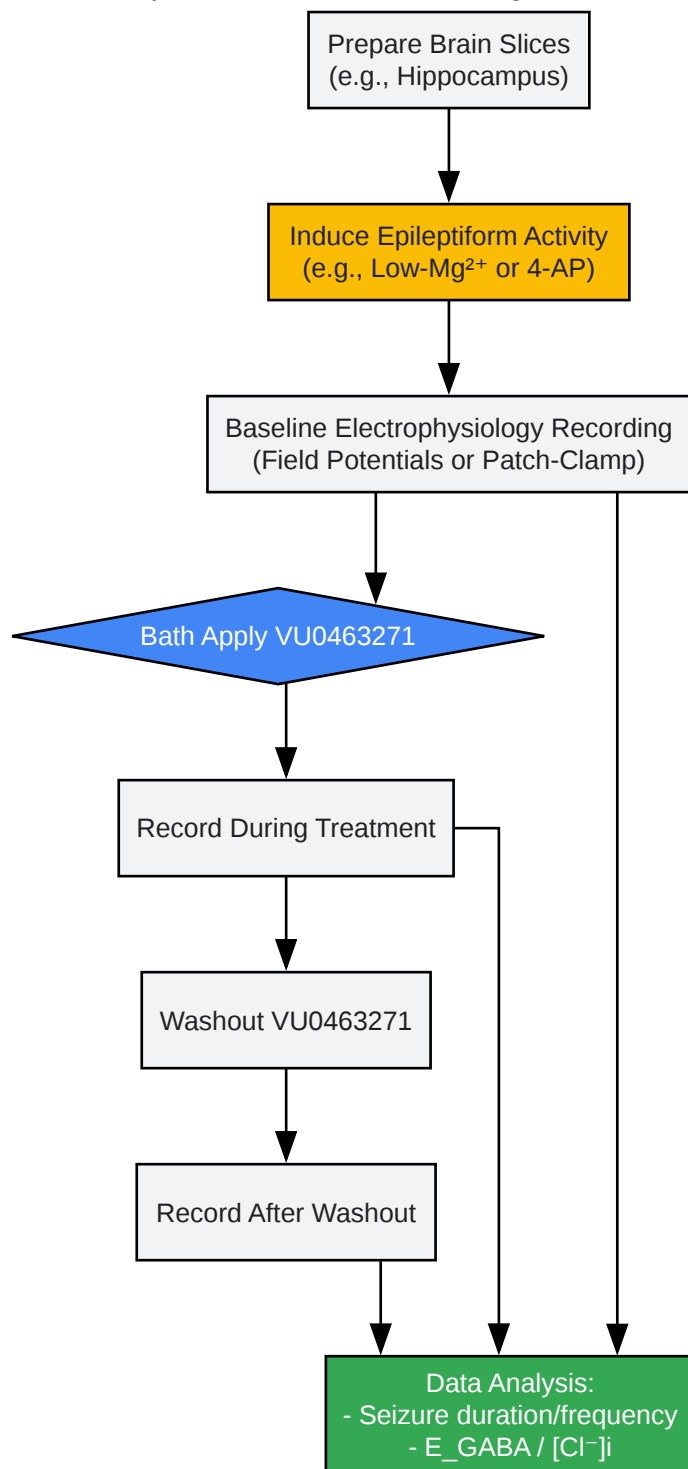 Prepare Brain Slices
(e.g., Hippocampus)
Induce Epileptiform Activity
(e.g., Low-Mg²⁺ or 4-AP)
Baseline Electrophysiology Recording
(Field Potentials or Patch-Clamp)
Bath Apply VU0463271
Record During Treatment
Washout VU0463271
Record After Washout
Data Analysis:
- Seizure duration/frequency
- E_GABA / [Cl⁻]i